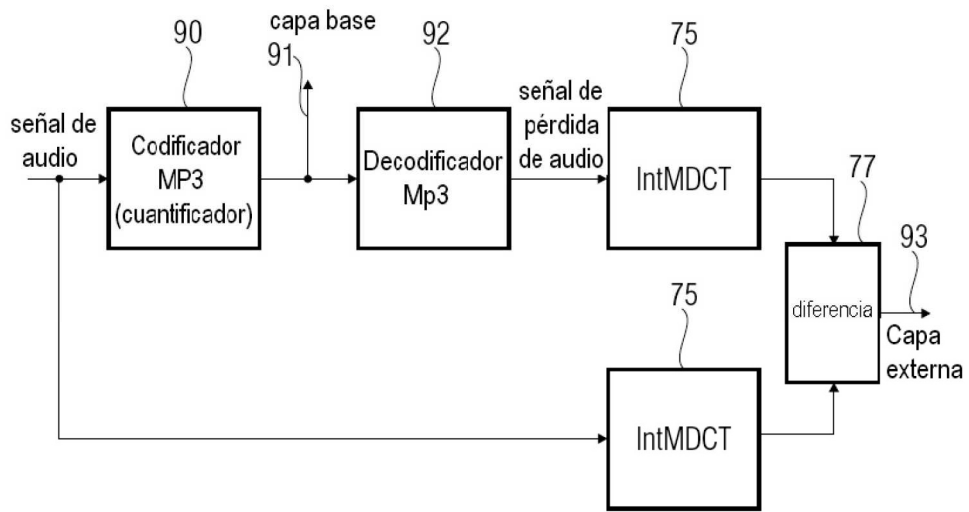 90
capa base
91
92
75
señal de
audio
Codificador
MP3
(cuantificador)
Decodificador
Mp3
señal de
pérdida
de audio
IntMDCT
77
93
diferencia
Capa
externa
75
IntMDCT